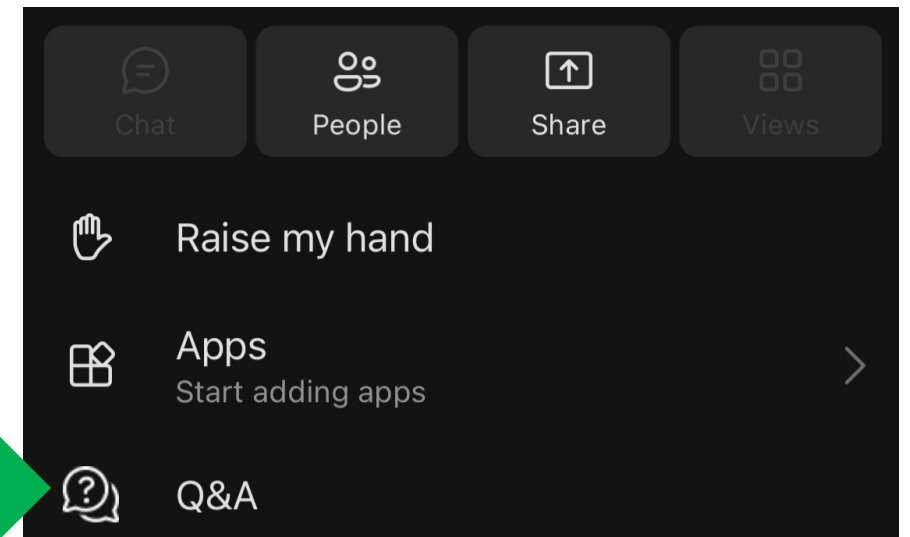 Chat
People
Share
Views
Raise my hand
Apps
Start adding apps
Q&A